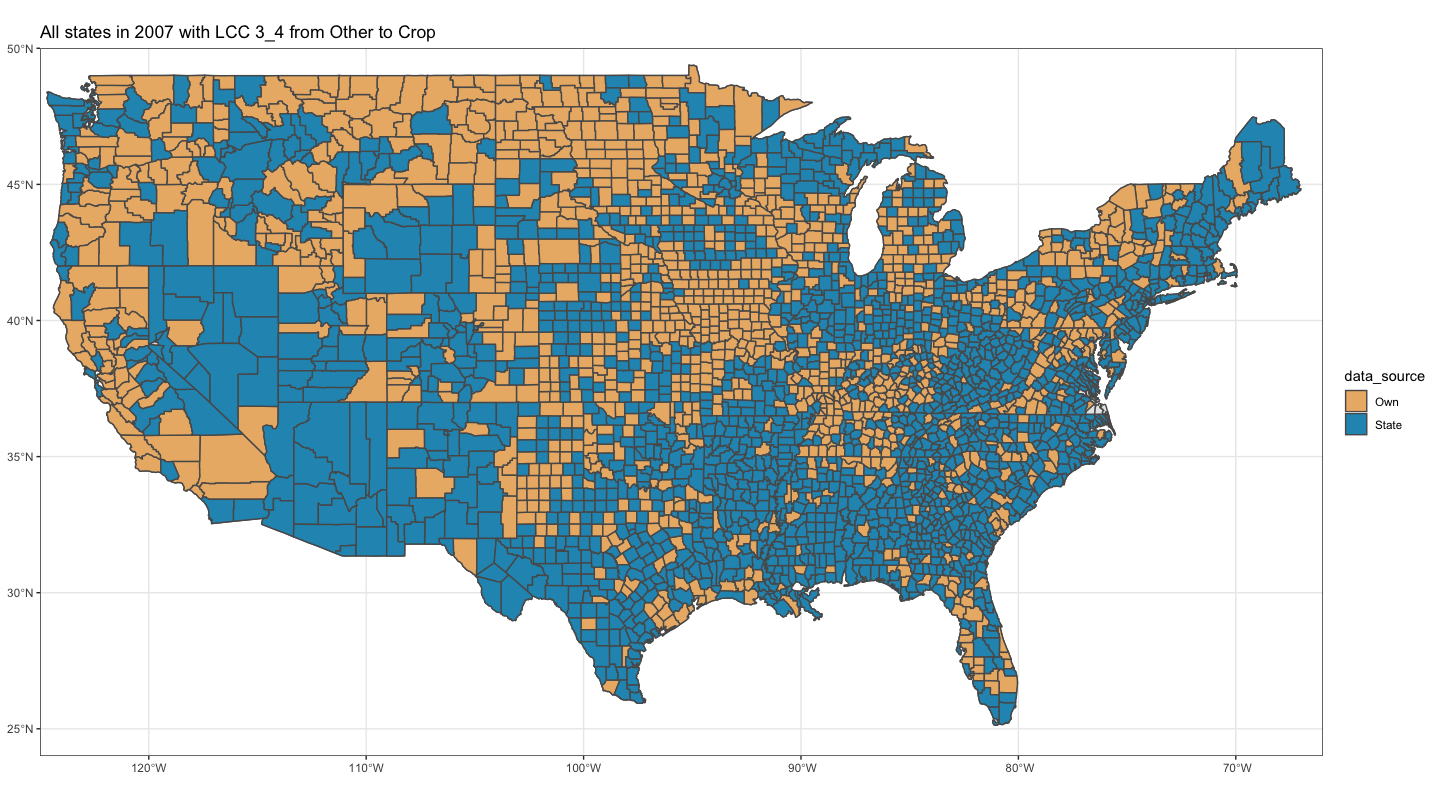 All states in 2007 with LCC 3_4 from Other to Crop
50°N
45°N
40°N
35°N
30°N
25°N
120°W
110°W
100°W
90°W
80°W
70°W
data_source
Own
State